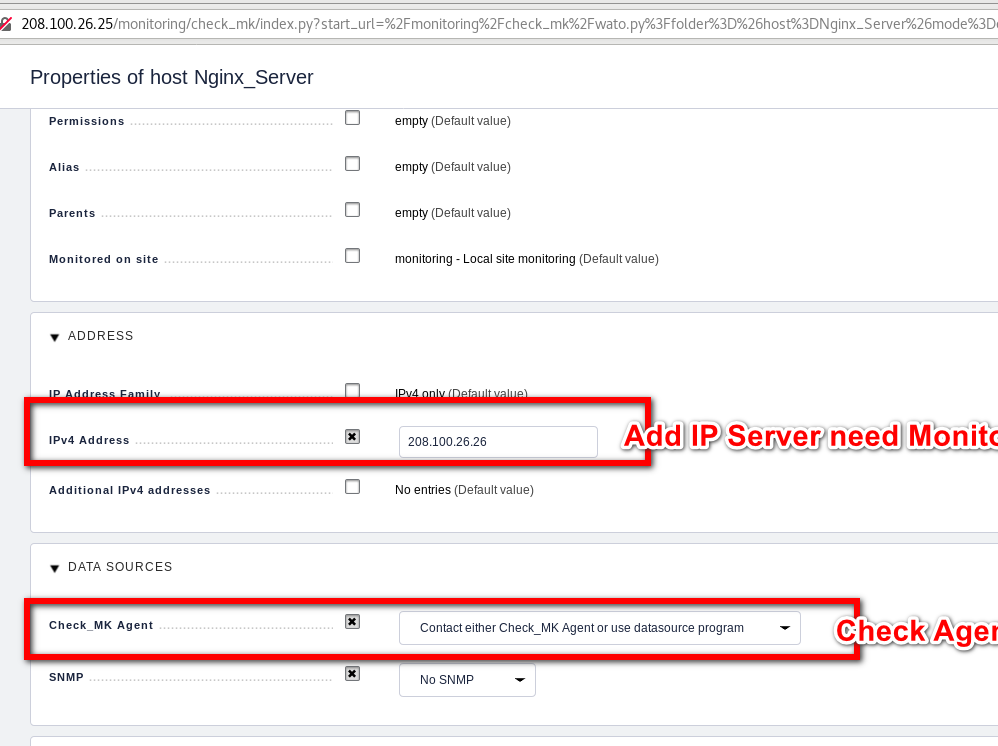 208.100.26.25/monitoring/check_mk/index.py?start_url=%2Fmonitoring%2Fcheck_mk%2Fwato.py%3Ffolder%3D%26host%3DNginx_Server%26mode%3D
Properties of host Nginx_Server
Permissions empty (Default value)
Alias empty (Default value)
Parents empty (Default value)
Monitored on site monitoring - Local site monitoring (Default value)
ADDRESS
IP Address Family IPv4 only (Default value)
IPv4 Address 208.100.26.26 Add IP Server need Monito
Additional IPv4 addresses No entries (Default value)
DATA SOURCES
Check_MK Agent Contact either Check_MK Agent or use datasource program Check Agen
SNMP No SNMP